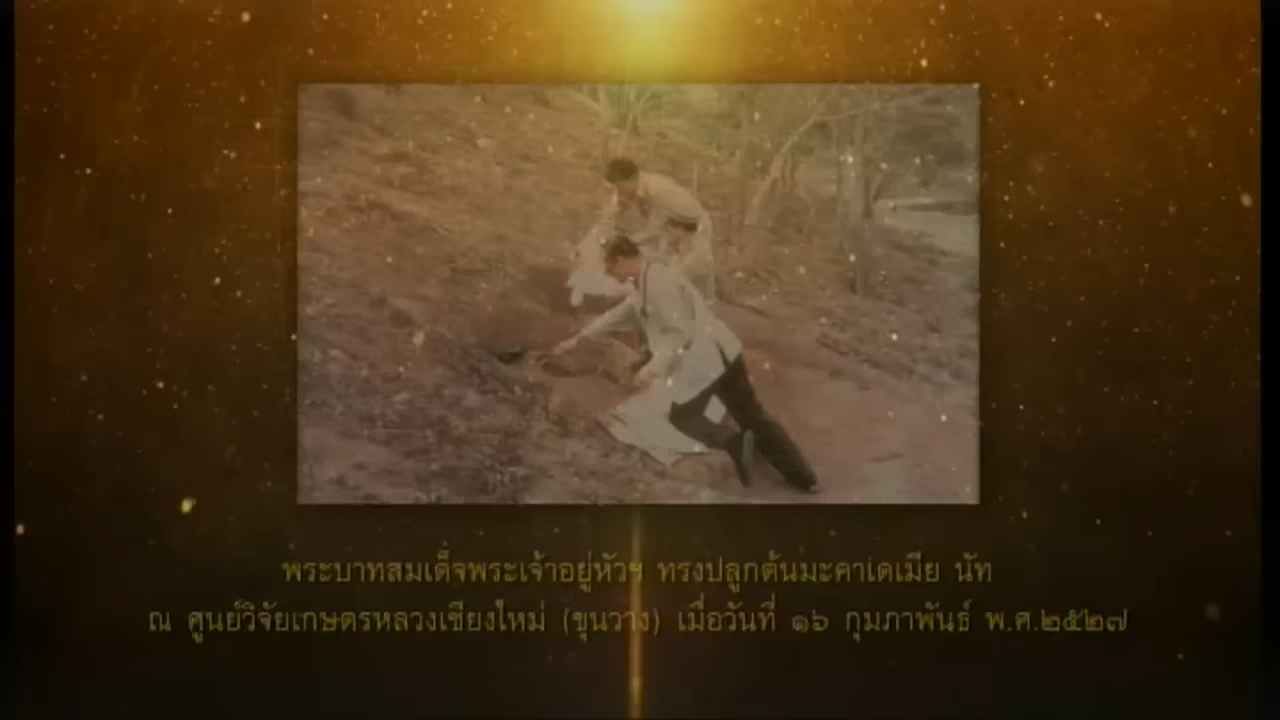 พระบาทสมเด็จพระเจ้าอยู่หัวฯ ทรงปลูกต้นมะคาเดเมีย นัท
ณ ศูนย์วิจัยเกษตรหลวงเชียงใหม่ (ขุนวาง) เมื่อวันที่ ๑๖ กุมภาพันธ์ พ.ศ.๒๕๒๗